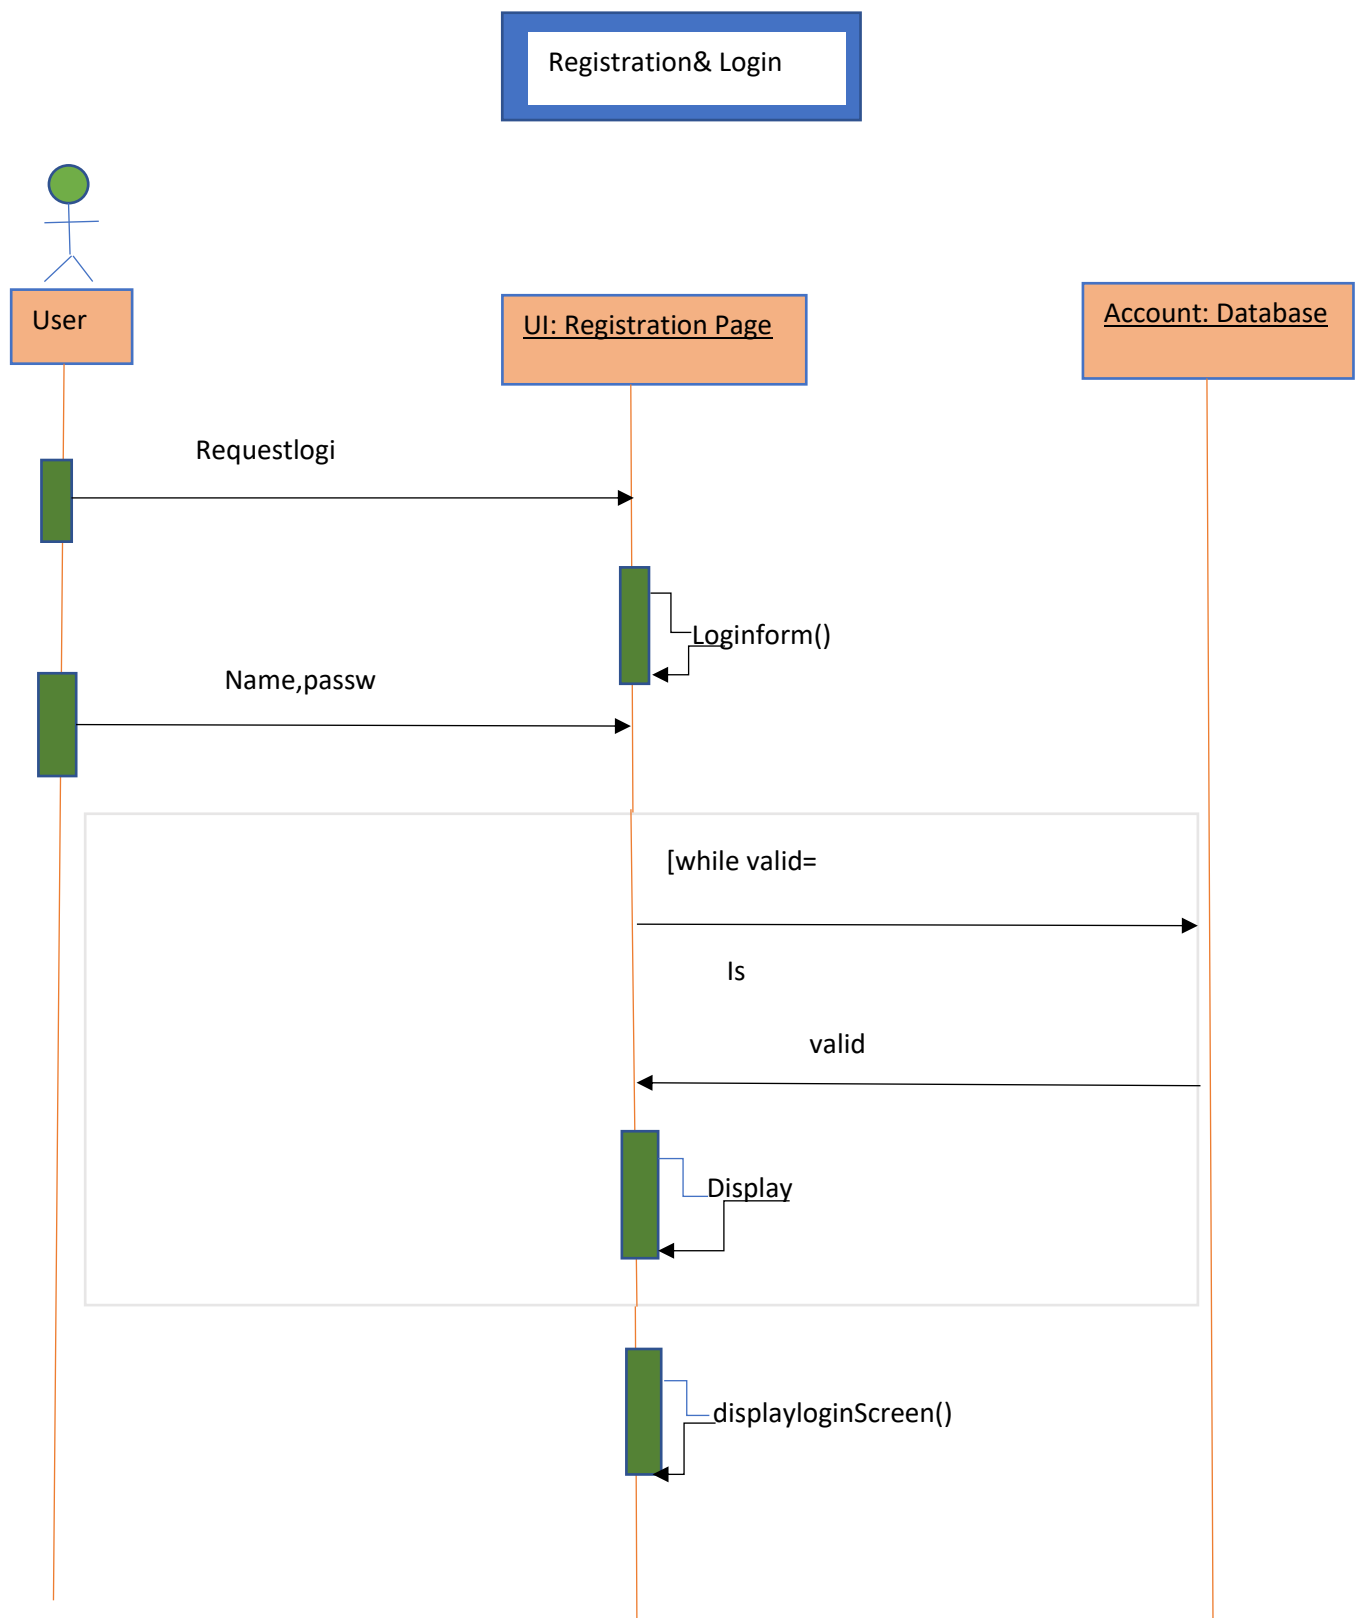 Registration& Login
User
UI: Registration Page
Account: Database
Requestlogi
Loginform()
Name,passw
[while valid=
Is
valid
Display
displayloginScreen()